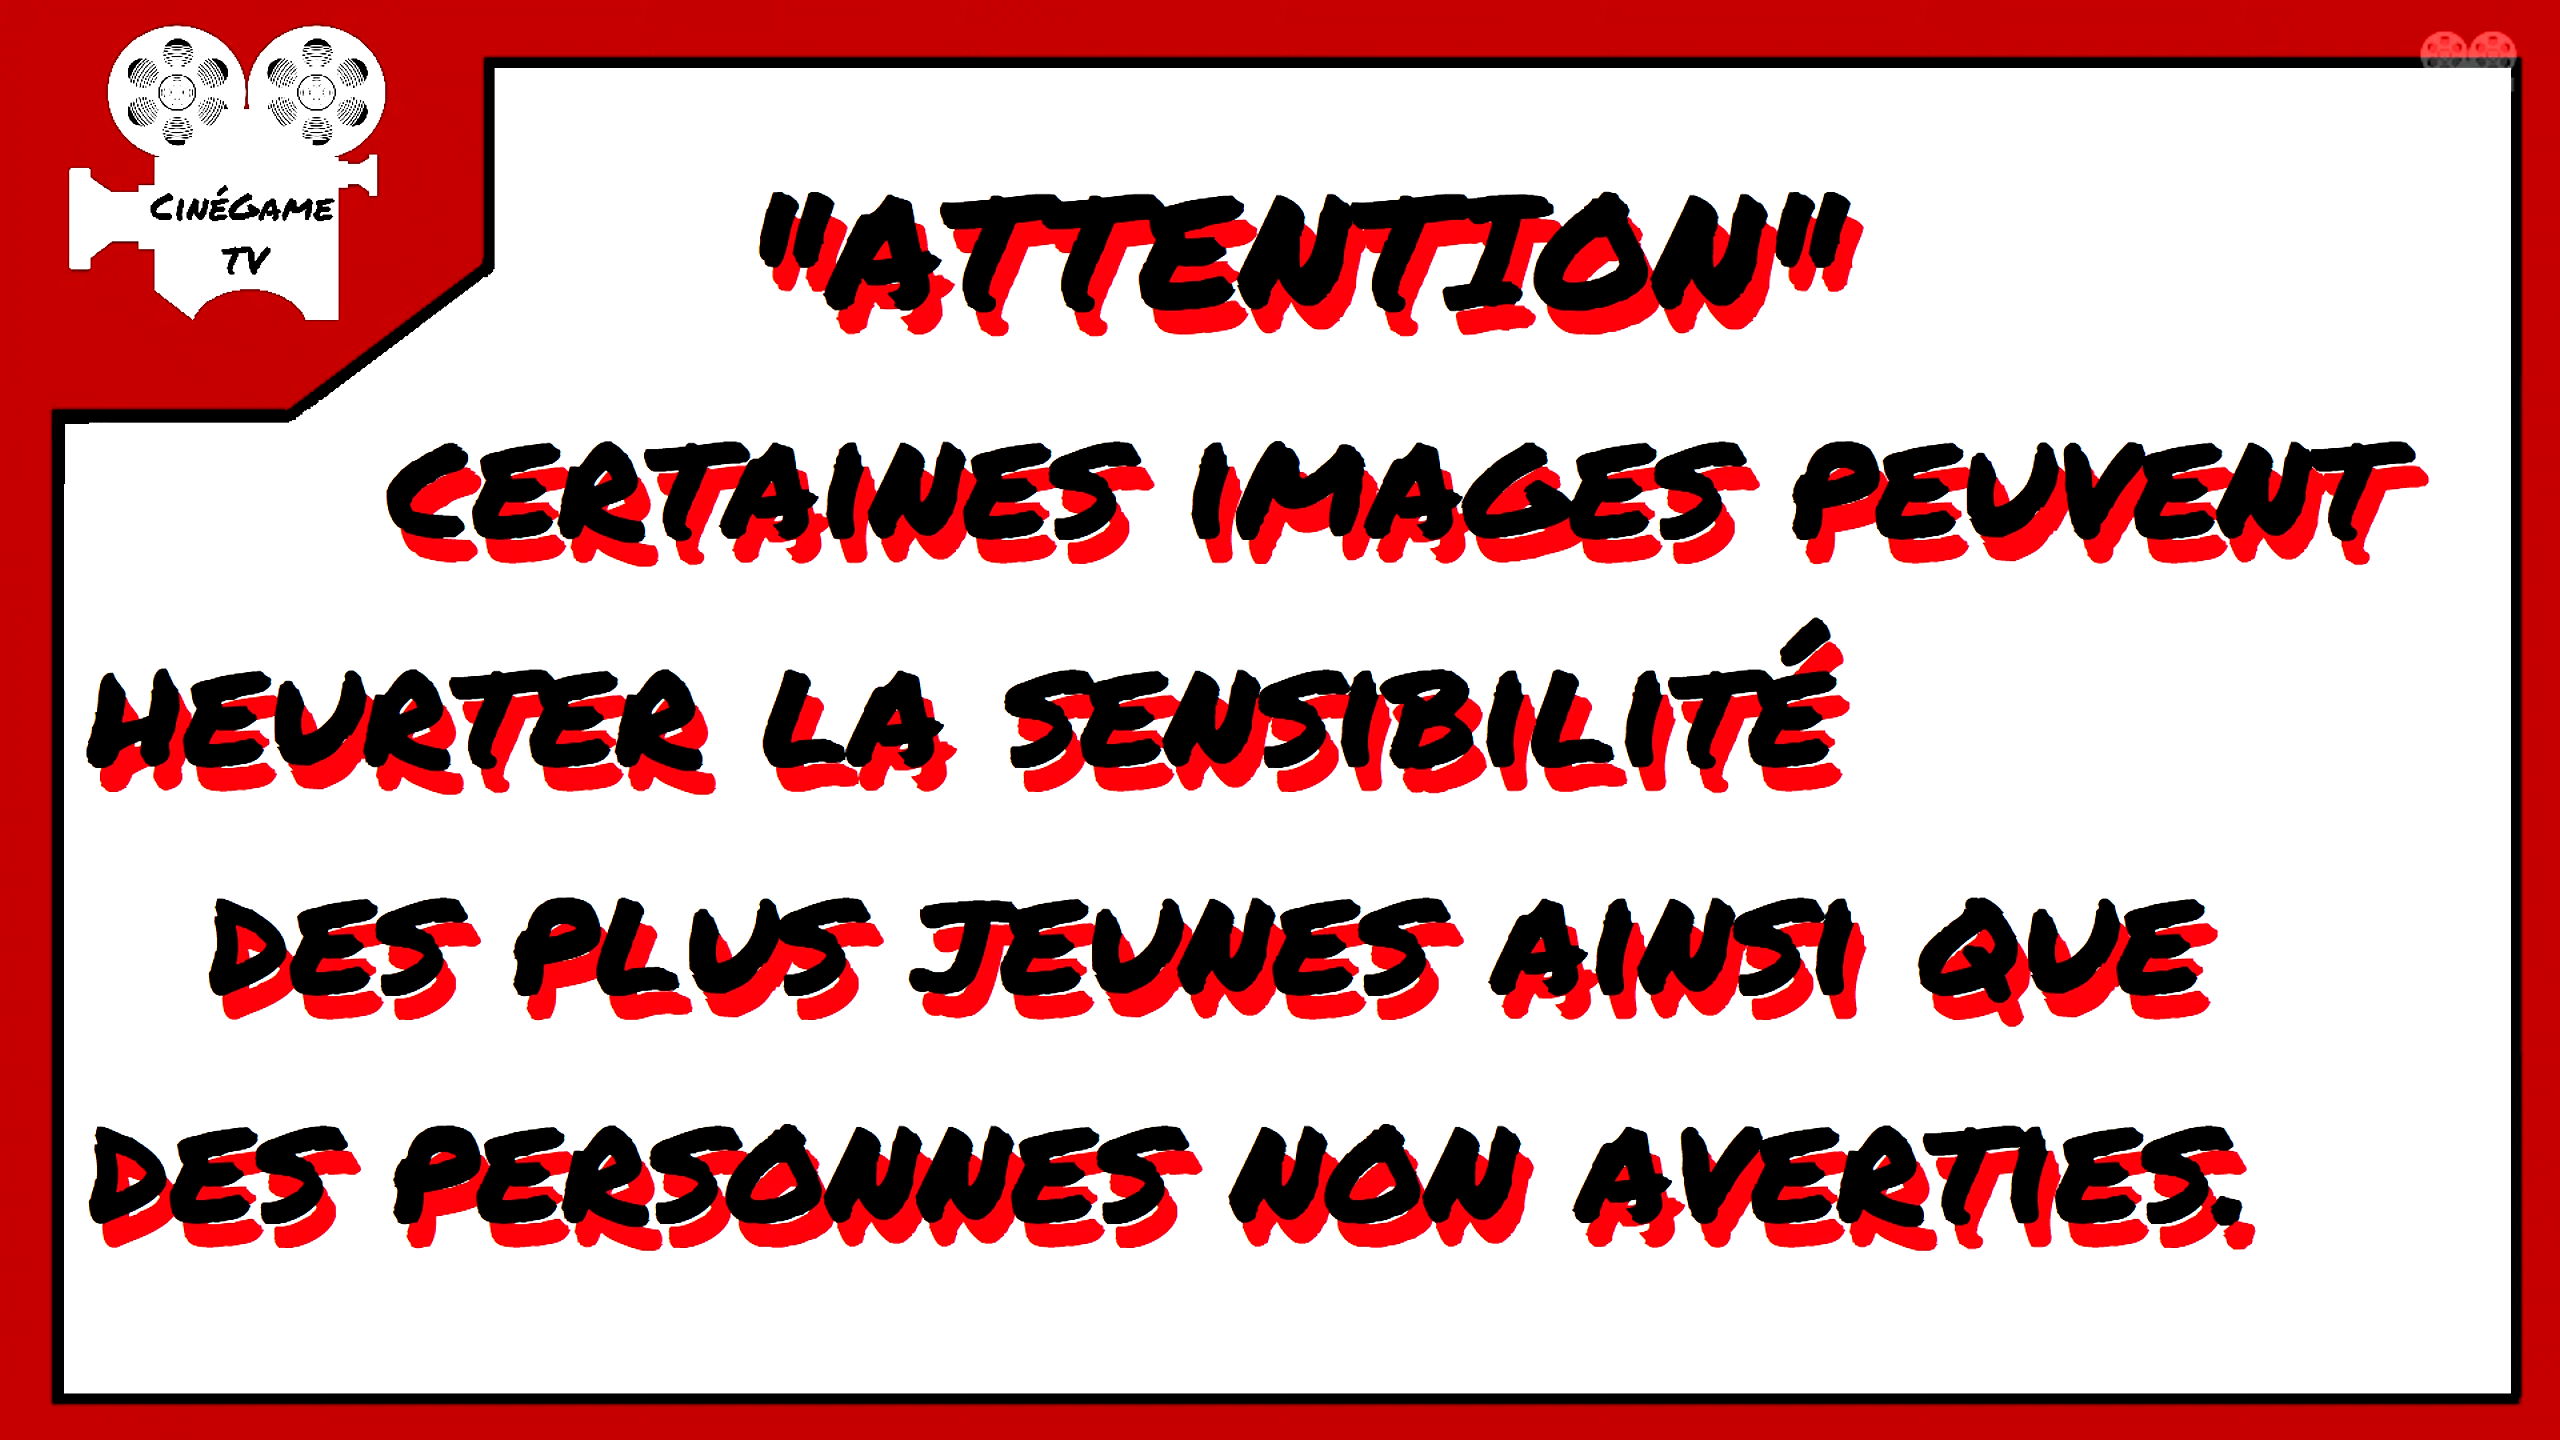 CinéGame
TV
"ATTENTION"
CERTAINES IMAGES PEUVENT
HEURTER LA SENSIBILITÉ
DES PLUS JEUNES AINSI QUE
DES PERSONNES NON AVERTIES.